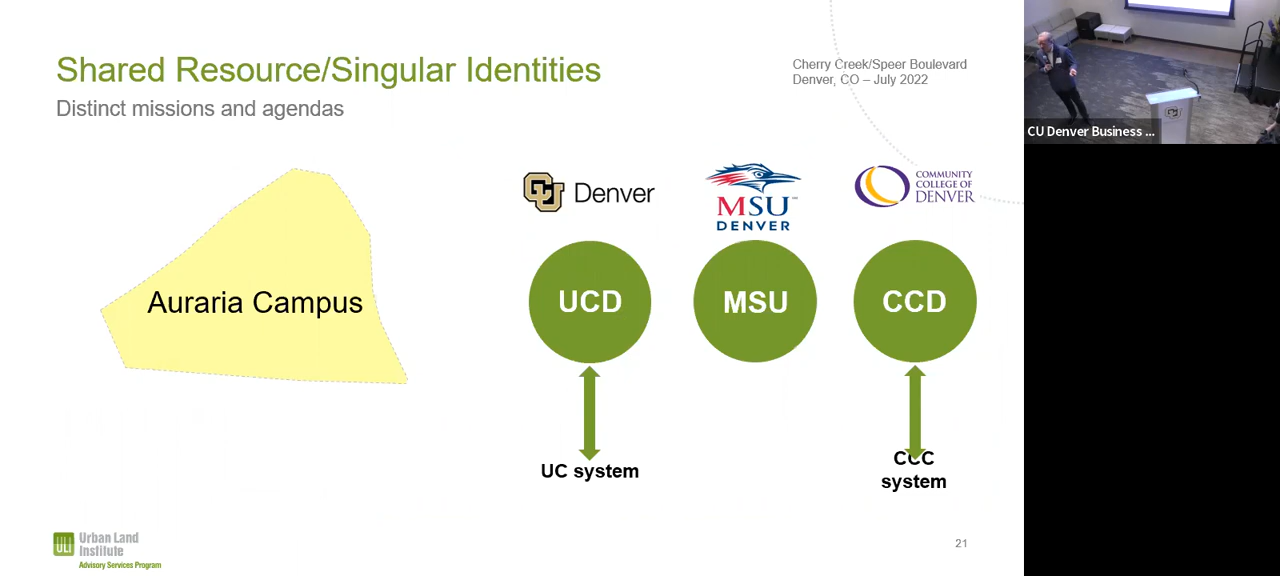 Shared Resource/Singular Identities
Distinct missions and agendas
Cherry Creek/Speer Boulevard
Denver, CO – July 2022
CU Denver Business ...
Auraria Campus
CU Denver
MSU
DENVER
COMMUNITY
COLLEGE OF
DENVER
UCD
MSU
CCD
UC system
CCC
system
ULI
Urban Land
Institute
Advisory Services Program
21